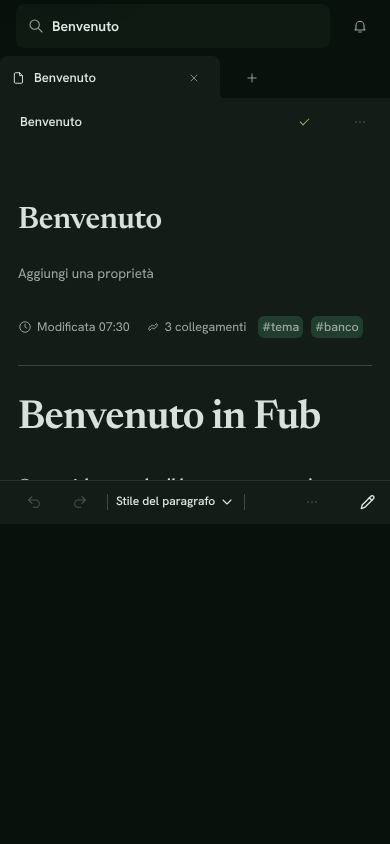 Benvenuto
Benvenuto
Benvenuto
Benvenuto
Aggiungi una proprietà
Modificata 07:30 3 collegamenti #tema #banco
Benvenuto in Fub
Stile del paragrafo